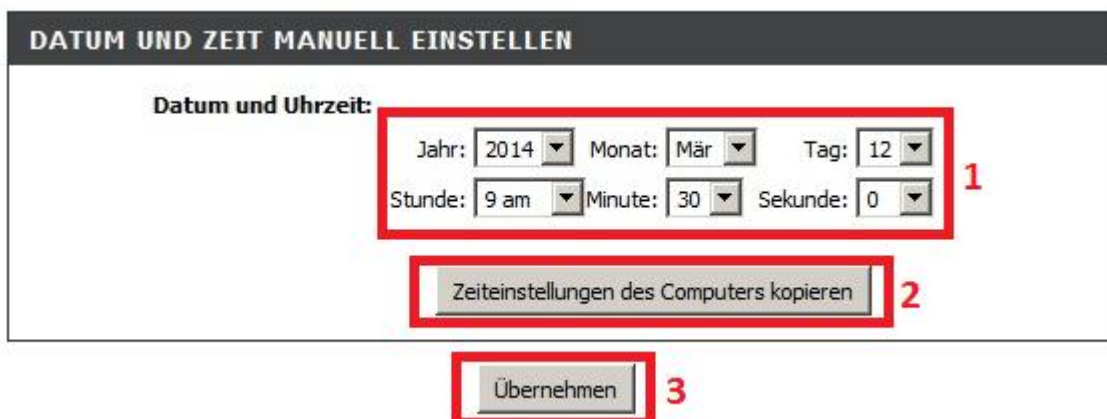 DATUM UND ZEIT MANUELL EINSTELLEN
Datum und Uhrzeit:
Jahr: 2014 Monat: Mär Tag: 12
1
Stunde: 9 am Minute: 30 Sekunde: 0
Zeiteinstellungen des Computers kopieren 2
Übernehmen 3